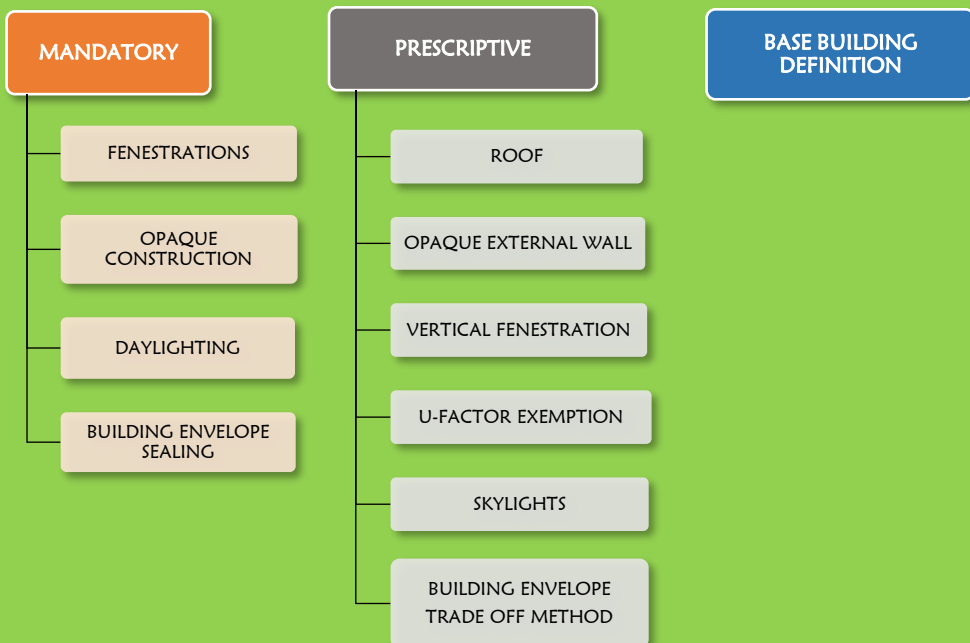 MANDATORY
FENESTRATIONS
OPAQUE
CONSTRUCTION
DAYLIGHTING
BUILDING ENVELOPE
SEALING
PRESCRIPTIVE
ROOF
OPAQUE EXTERNAL WALL
VERTICAL FENESTRATION
U-FACTOR EXEMPTION
SKYLIGHTS
BUILDING ENVELOPE
TRADE OFF METHOD
BASE BUILDING
DEFINITION